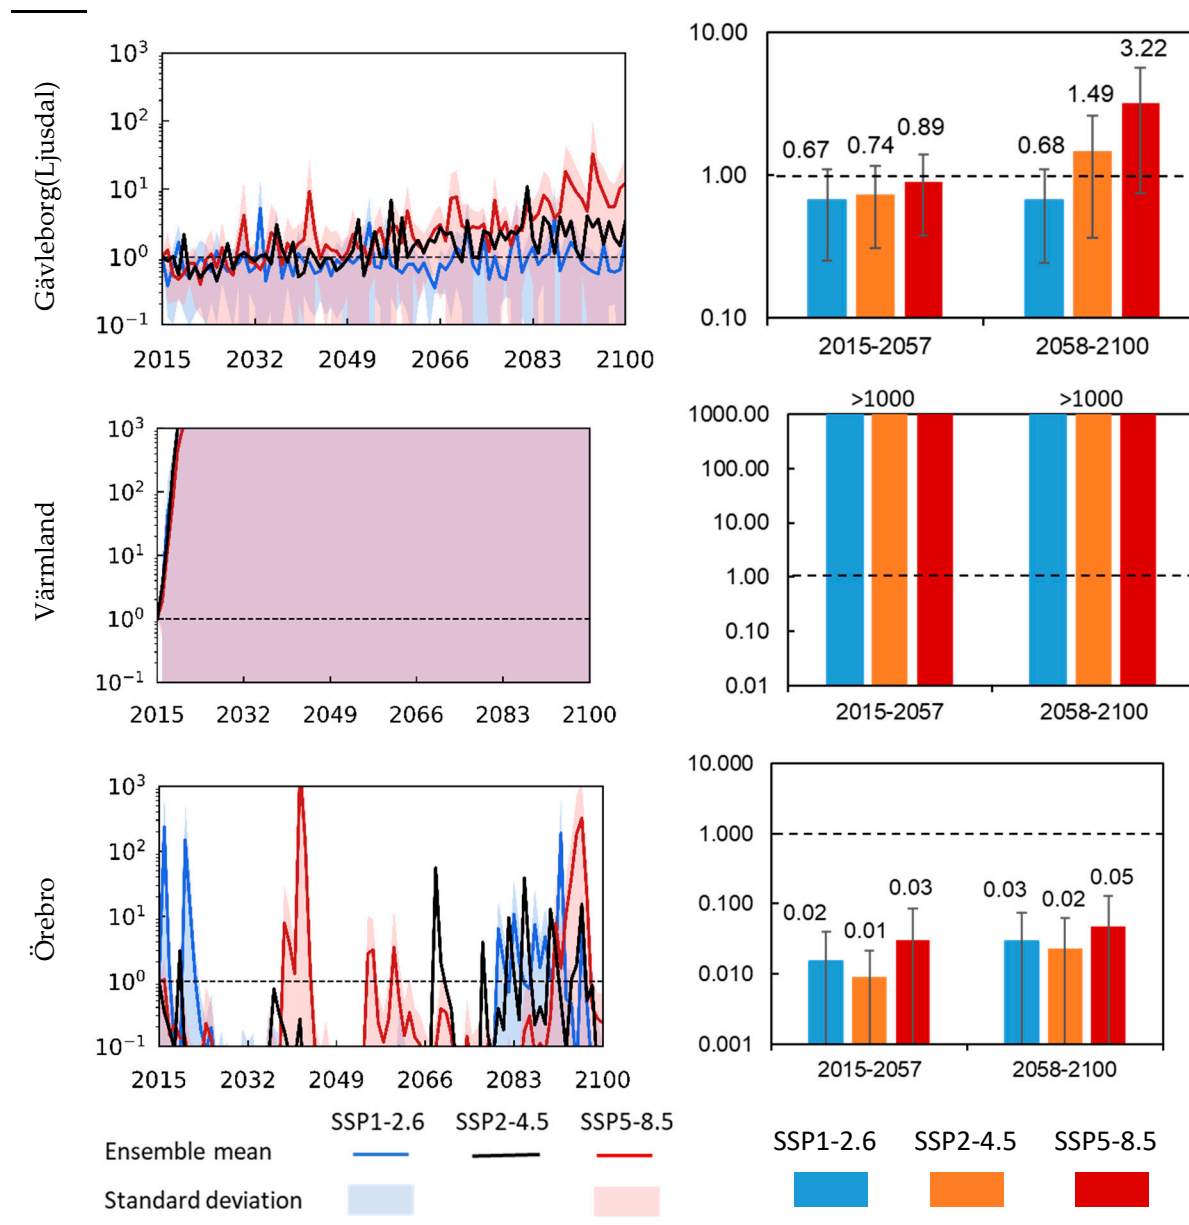 Gävleborg(Ljusdal)
10³
10²
10¹
10⁰
10⁻¹
2015 2032 2049 2066 2083 2100
10.00
1.00
0.10
0.67 0.74 0.89 0.68 1.49 3.22
2015-2057 2058-2100
Värmland
10³
10²
10¹
10⁰
10⁻¹
2015 2032 2049 2066 2083 2100
>1000 >1000
1000.00
100.00
10.00
1.00
0.10
0.01
2015-2057 2058-2100
Örebro
10³
10²
10¹
10⁰
10⁻¹
2015 2032 2049 2066 2083 2100
10.000
1.000
0.100
0.010
0.001
0.02 0.01 0.03 0.03 0.02 0.05
2015-2057 2058-2100
SSP1-2.6 SSP2-4.5 SSP5-8.5
Ensemble mean
Standard deviation
SSP1-2.6 SSP2-4.5 SSP5-8.5